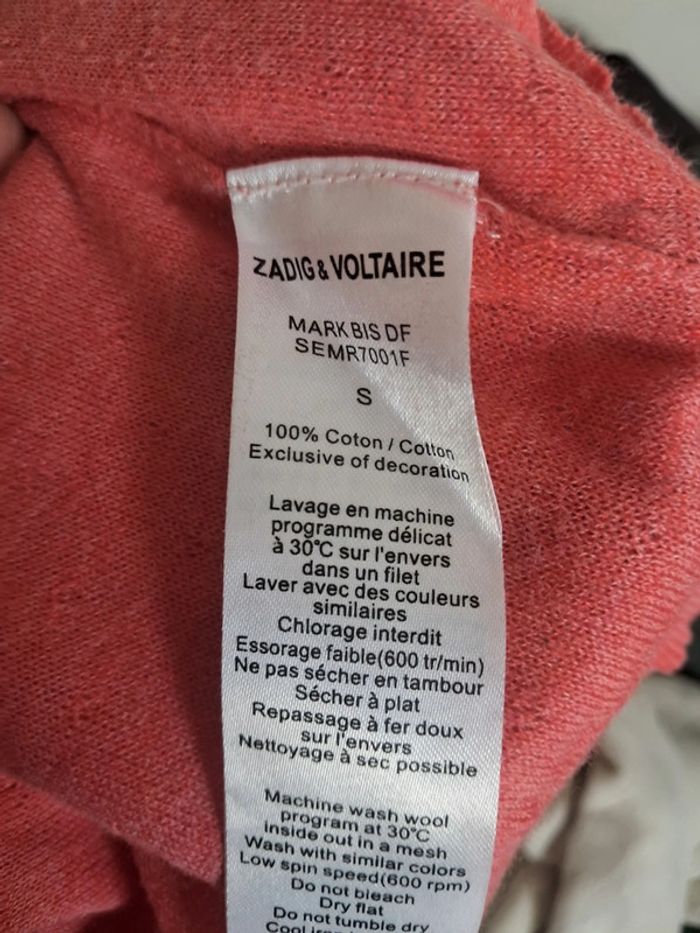 ZADIG & VOLTAIRE
MARK BIS DF
SEMR7001F
S
100% Coton / Cotton
Exclusive of decoration
Lavage en machine
programme délicat
à 30°C sur l'envers
dans un filet
Laver avec des couleurs
similaires
Chlorage interdit
Essorage faible(600 tr/min)
Ne pas sécher en tambour
Sécher à plat
Repassage à fer doux
sur l'envers
Nettoyage à sec possible
Machine wash wool
program at 30°C
inside out in a mesh
Wash with similar colors
Low spin speed(600 rpm)
Do not bleach
Dry flat
Do not tumble dry
Cool